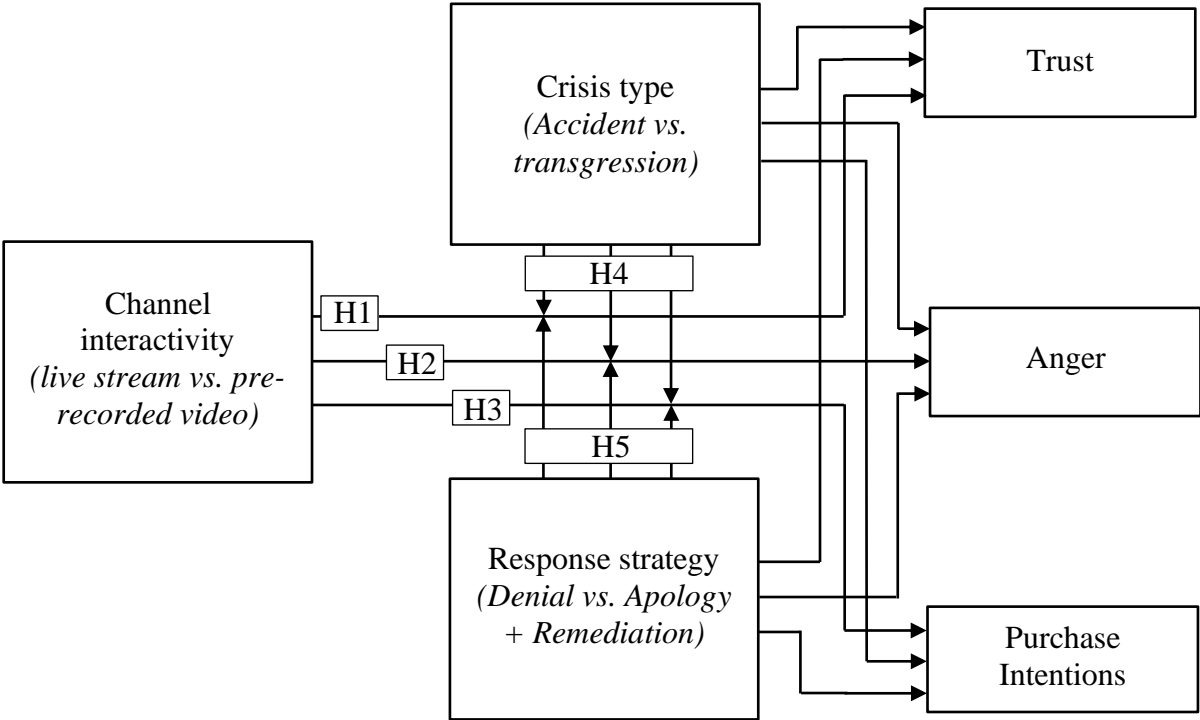 Crisis type
(Accident vs.
transgression)
Trust
Channel
interactivity
(live stream vs. pre-
recorded video)
H1
H2
H3
H4
H5
Anger
Response strategy
(Denial vs. Apology
+ Remediation)
Purchase
Intentions